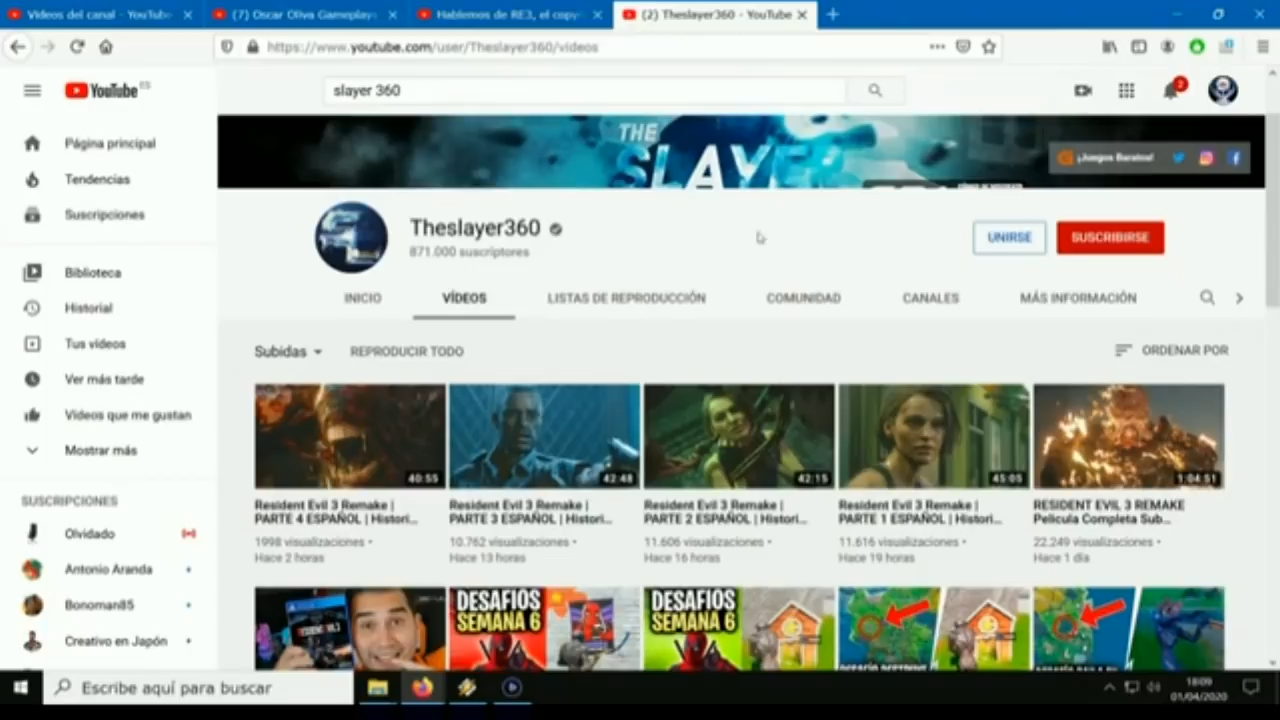 Videos del canal - YouTube
(7) Oscar Oliva Gameplays
Hablemos de RE3, el copy
(2) Theslayer360 - YouTube
https://www.youtube.com/user/Theslayer360/videos
YouTube ES
slayer 360
2
Página principal
Tendencias
Suscripciones
Biblioteca
Historial
Tus vídeos
Ver más tarde
Videos que me gustan
Mostrar más
SUSCRIPCIONES
Olvidado
Antonio Aranda
Bonoman85
Creativo en Japón
THE
SLAYER
¡Juegos Baratos!
Theslayer360
871.000 suscriptores
UNIRSE
SUSCRIBIRSE
INICIO
VÍDEOS
LISTAS DE REPRODUCCIÓN
COMUNIDAD
CANALES
MÁS INFORMACIÓN
Subidas
REPRODUCIR TODO
ORDENAR POR
40:55
42:48
42:15
45:05
1:04:51
Resident Evil 3 Remake |
PARTE 4 ESPAÑOL | Histori...
1998 visualizaciones •
Hace 2 horas
Resident Evil 3 Remake |
PARTE 3 ESPAÑOL | Histori...
10.762 visualizaciones •
Hace 13 horas
Resident Evil 3 Remake |
PARTE 2 ESPAÑOL | Histori...
11.606 visualizaciones •
Hace 16 horas
Resident Evil 3 Remake |
PARTE 1 ESPAÑOL | Histori...
11.616 visualizaciones •
Hace 19 horas
RESIDENT EVIL 3 REMAKE
Pelicula Completa Sub...
22.249 visualizaciones •
Hace 1 día
DESAFIOS
SEMANA 6
DESAFIOS
SEMANA 6
Escribe aquí para buscar
18:09
01/04/2020